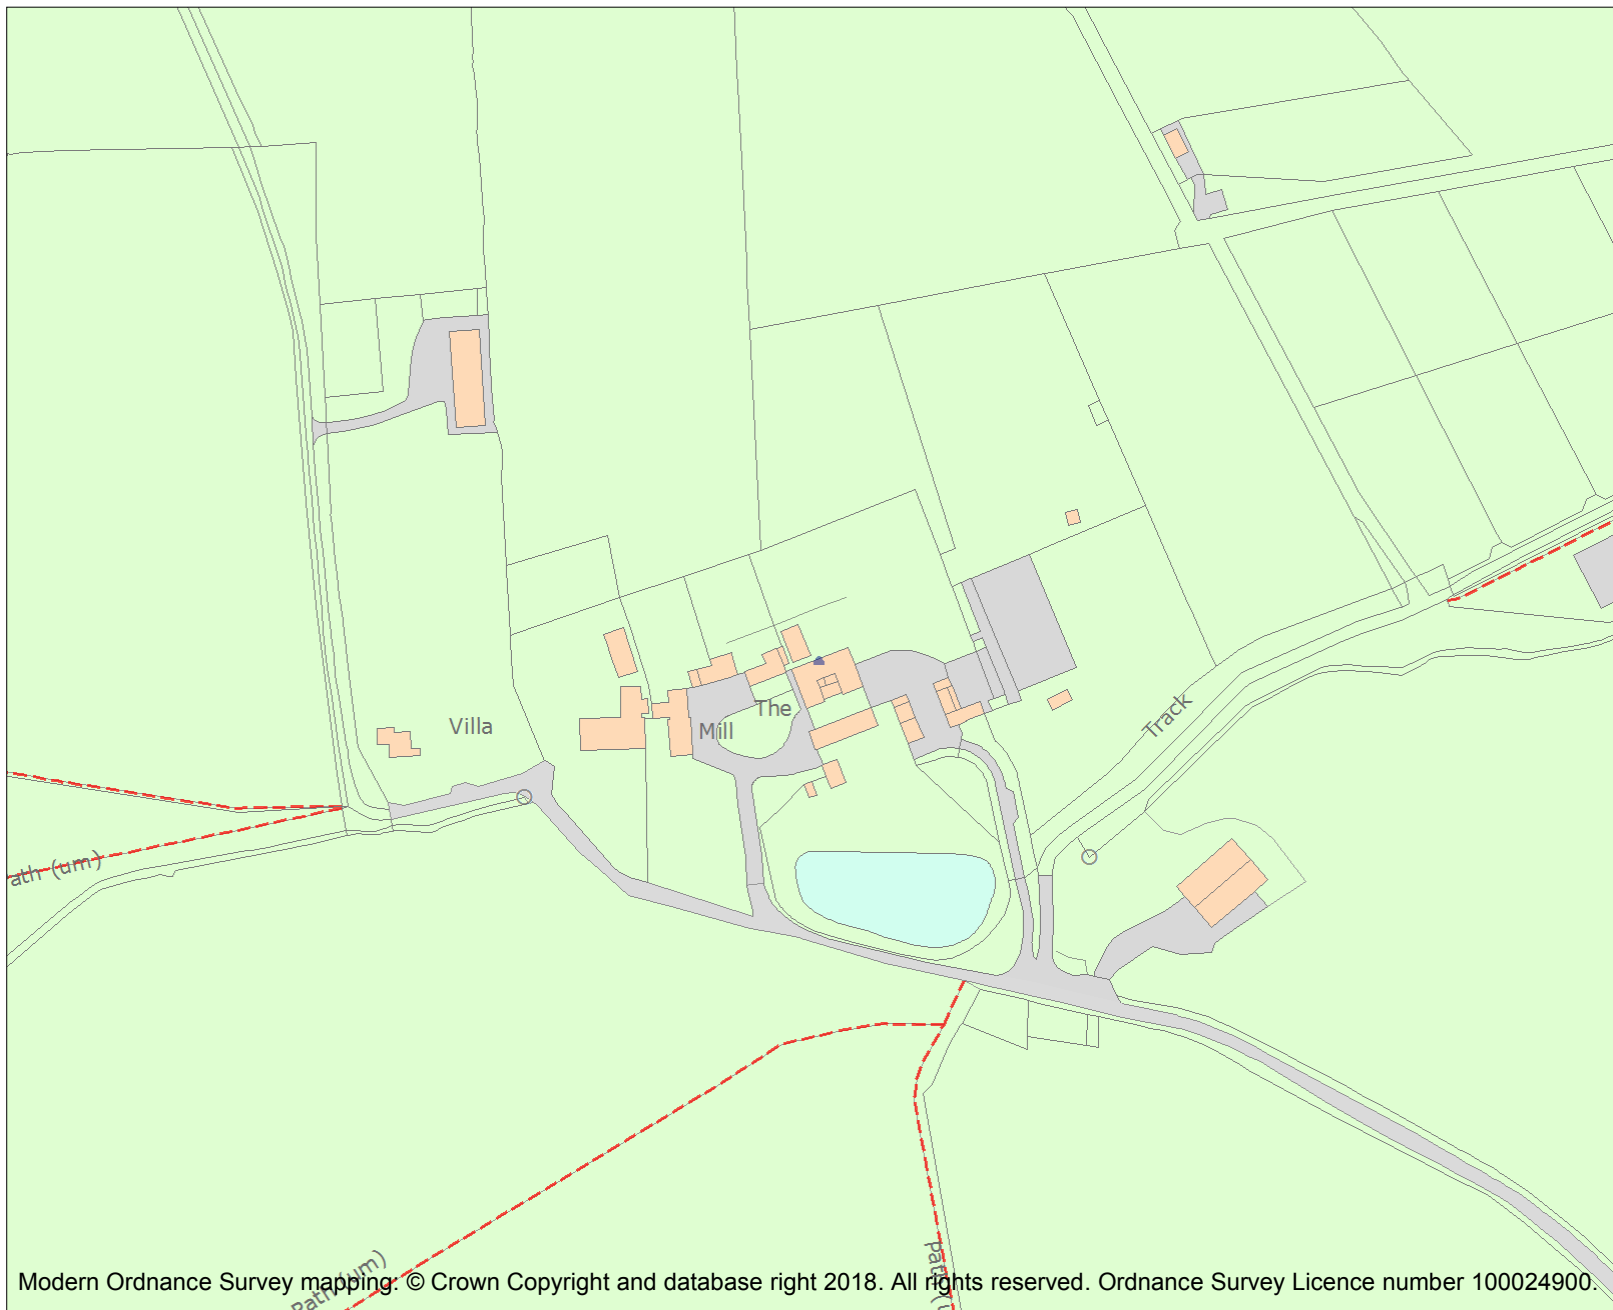 Villa
The
Mill
Track
ath (um)
Path (um)
Path (u
Modern Ordnance Survey mapping: © Crown Copyright and database right 2018. All rights reserved. Ordnance Survey Licence number 100024900.